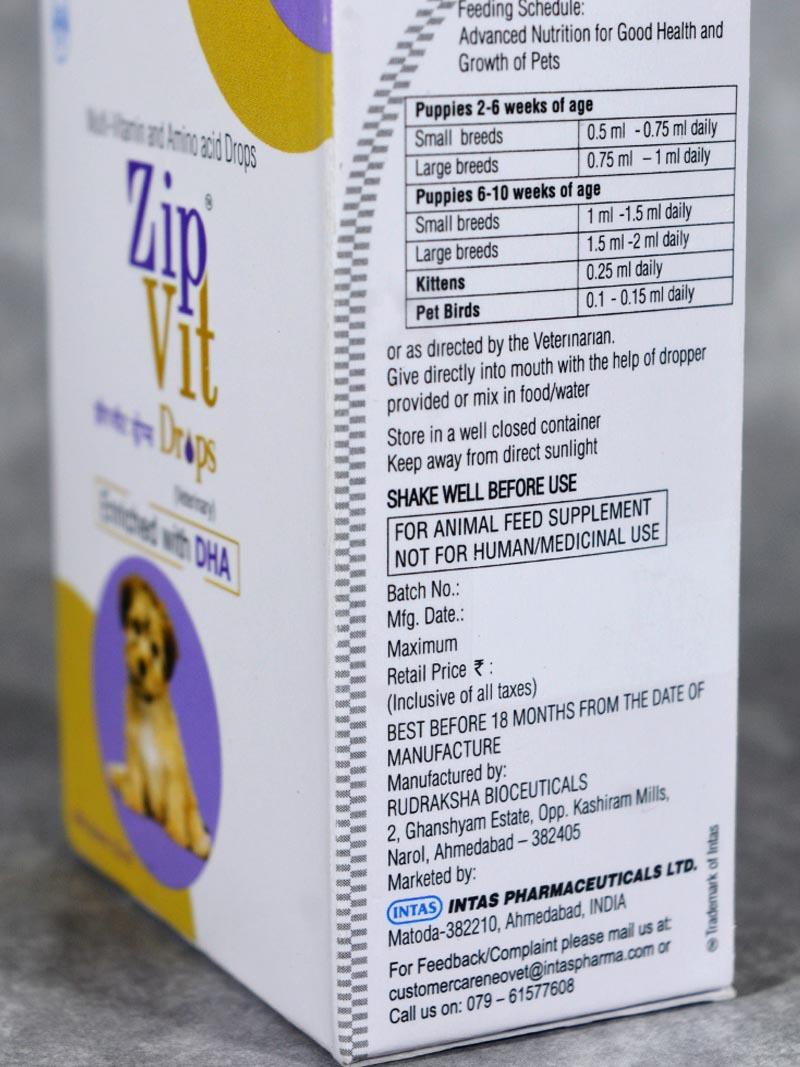 Multi-Vitamin and Amino acid Drops
Zip®
Vit
Drops
(Veterinary)
Enriched with DHA
Feeding Schedule:
Advanced Nutrition for Good Health and
Growth of Pets
Puppies 2-6 weeks of age
Small breeds 0.5 ml - 0.75 ml daily
Large breeds 0.75 ml – 1 ml daily
Puppies 6-10 weeks of age
Small breeds 1 ml -1.5 ml daily
Large breeds 1.5 ml -2 ml daily
Kittens 0.25 ml daily
Pet Birds 0.1 - 0.15 ml daily
or as directed by the Veterinarian.
Give directly into mouth with the help of dropper
provided or mix in food/water
Store in a well closed container
Keep away from direct sunlight
SHAKE WELL BEFORE USE
FOR ANIMAL FEED SUPPLEMENT
NOT FOR HUMAN/MEDICINAL USE
Batch No.:
Mfg. Date.:
Maximum
Retail Price ₹ :
(Inclusive of all taxes)
BEST BEFORE 18 MONTHS FROM THE DATE OF
MANUFACTURE
Manufactured by:
RUDRAKSHA BIOCEUTICALS
2, Ghanshyam Estate, Opp. Kashiram Mills,
Narol, Ahmedabad – 382405
Marketed by:
INTAS INTAS PHARMACEUTICALS LTD.
Matoda-382210, Ahmedabad, INDIA
For Feedback/Complaint please mail us at:
customercareneovet@intaspharma.com or
Call us on: 079 – 61577608
® Trademark of Intas